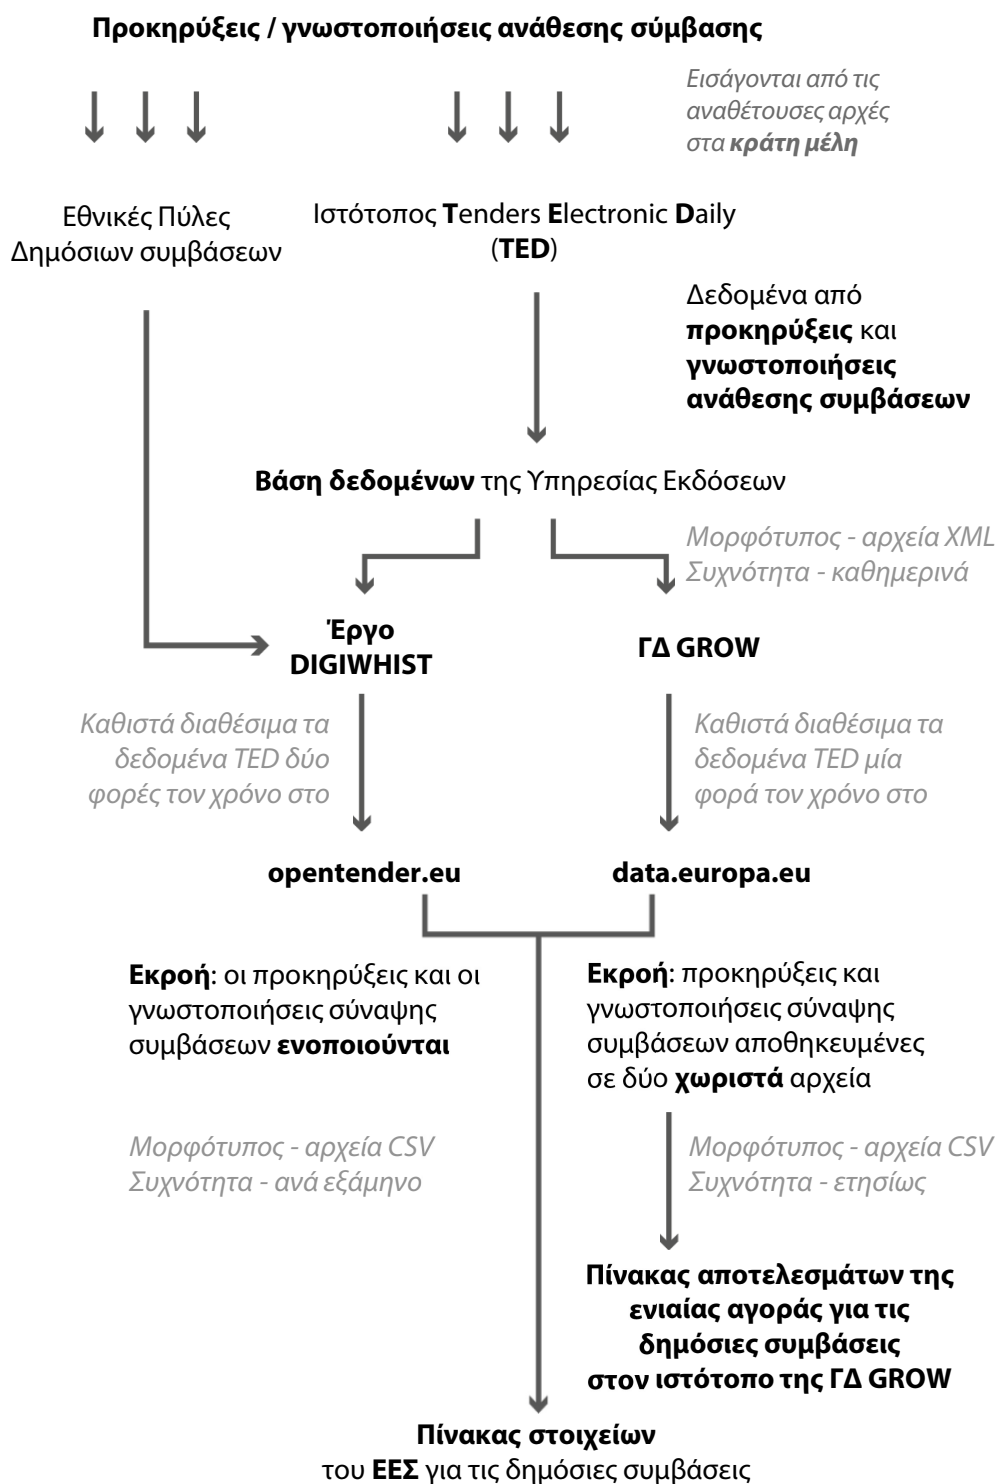 Προκηρύξεις / γνωστοποιήσεις ανάθεσης σύμβασης
Εισάγονται από τις
αναθέτουσες αρχές
στα κράτη μέλη
Εθνικές Πύλες
Δημόσιων συμβάσεων
Ιστότοπος Tenders Electronic Daily
(TED)
Δεδομένα από
προκηρύξεις και
γνωστοποιήσεις
ανάθεσης συμβάσεων
Βάση δεδομένων της Υπηρεσίας Εκδόσεων
Μορφότυπος - αρχεία XML
Συχνότητα - καθημερινά
Έργο
DIGIWHIST
ΓΔ GROW
Καθιστά διαθέσιμα τα
δεδομένα TED δύο
φορές τον χρόνο στο
Καθιστά διαθέσιμα τα
δεδομένα TED μία
φορά τον χρόνο στο
opentender.eu
data.europa.eu
Εκροή: οι προκηρύξεις και οι
γνωστοποιήσεις σύναψης
συμβάσεων ενοποιούνται
Εκροή: προκηρύξεις και
γνωστοποιήσεις σύναψης
συμβάσεων αποθηκευμένες
σε δύο χωριστά αρχεία
Μορφότυπος - αρχεία CSV
Συχνότητα - ανά εξάμηνο
Μορφότυπος - αρχεία CSV
Συχνότητα - ετησίως
Πίνακας αποτελεσμάτων της
ενιαίας αγοράς για τις
δημόσιες συμβάσεις
στον ιστότοπο της ΓΔ GROW
Πίνακας στοιχείων
του ΕΕΣ για τις δημόσιες συμβάσεις